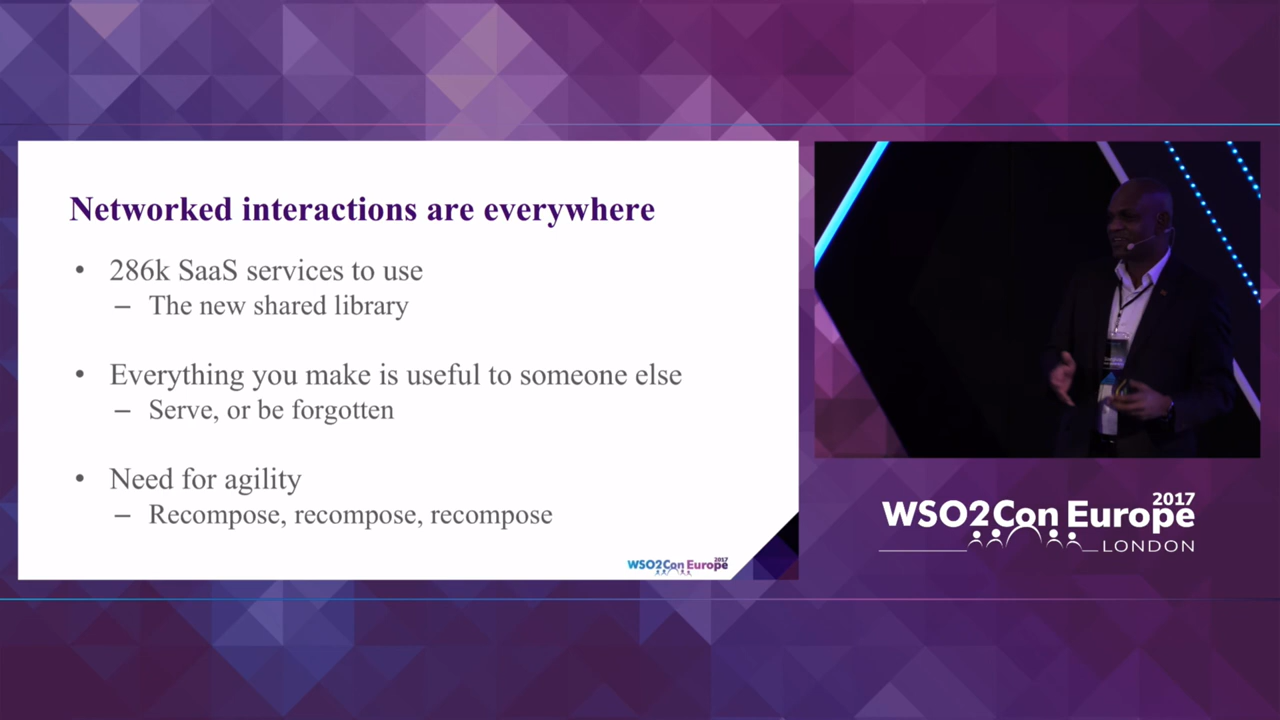 Networked interactions are everywhere
• 286k SaaS services to use
– The new shared library
• Everything you make is useful to someone else
– Serve, or be forgotten
• Need for agility
– Recompose, recompose, recompose
WSO2Con Europe 2017
WSO2Con Europe 2017
LONDON